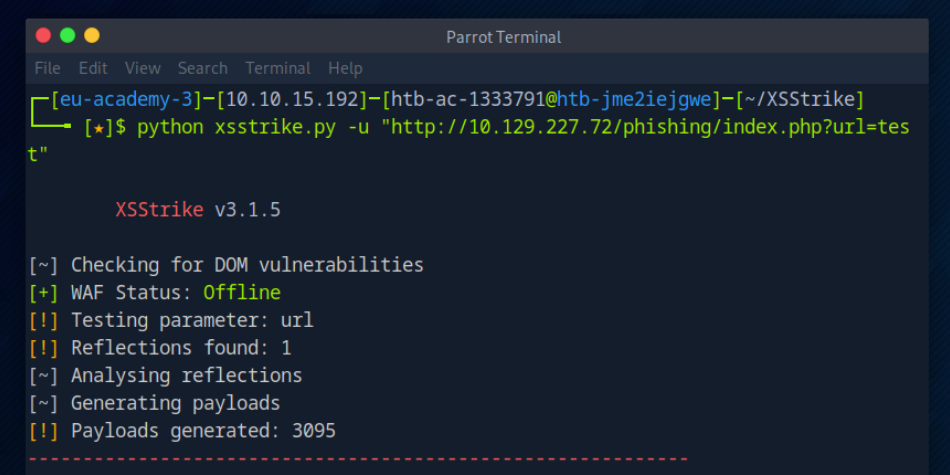 Parrot Terminal
File Edit View Search Terminal Help
┌─[eu-academy-3]─[10.10.15.192]─[htb-ac-1333791@htb-jme2iejgwe]─[~/XSStrike]
└──╼ [★]$ python xsstrike.py -u "http://10.129.227.72/phishing/index.php?url=tes
t"
XSStrike v3.1.5
[~] Checking for DOM vulnerabilities
[+] WAF Status: Offline
[!] Testing parameter: url
[!] Reflections found: 1
[~] Analysing reflections
[~] Generating payloads
[!] Payloads generated: 3095
------------------------------------------------------------